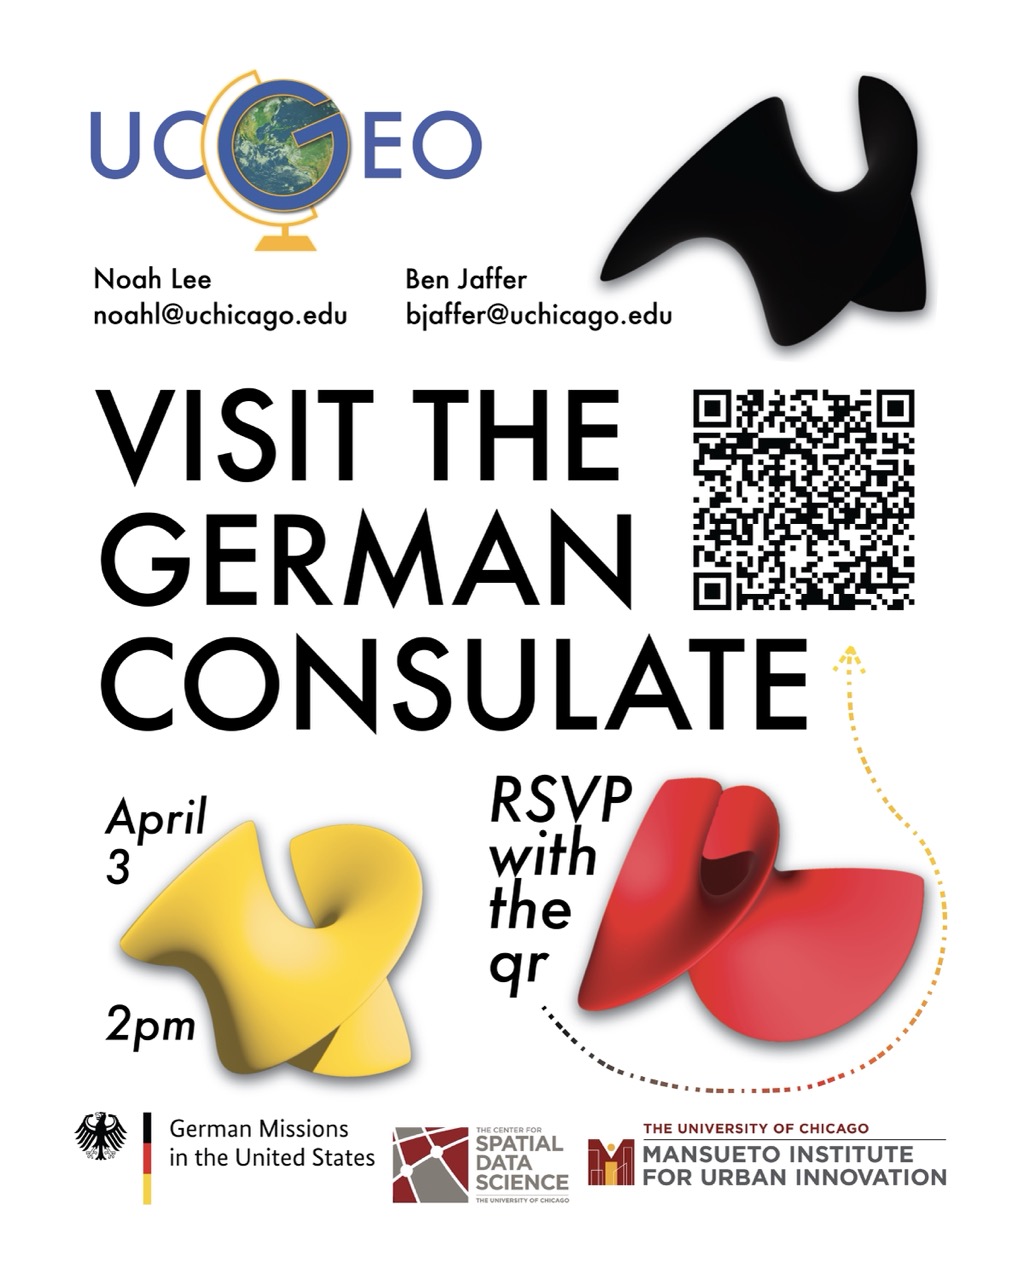 UCGEO
Noah Lee
noahl@uchicago.edu
Ben Jaffer
bjaffer@uchicago.edu
VISIT THE
GERMAN
CONSULATE
April
3
2pm
RSVP
with
the
qr
German Missions
in the United States
THE CENTER FOR
SPATIAL
DATA
SCIENCE
THE UNIVERSITY OF CHICAGO
THE UNIVERSITY OF CHICAGO
MANSUETO INSTITUTE
FOR URBAN INNOVATION